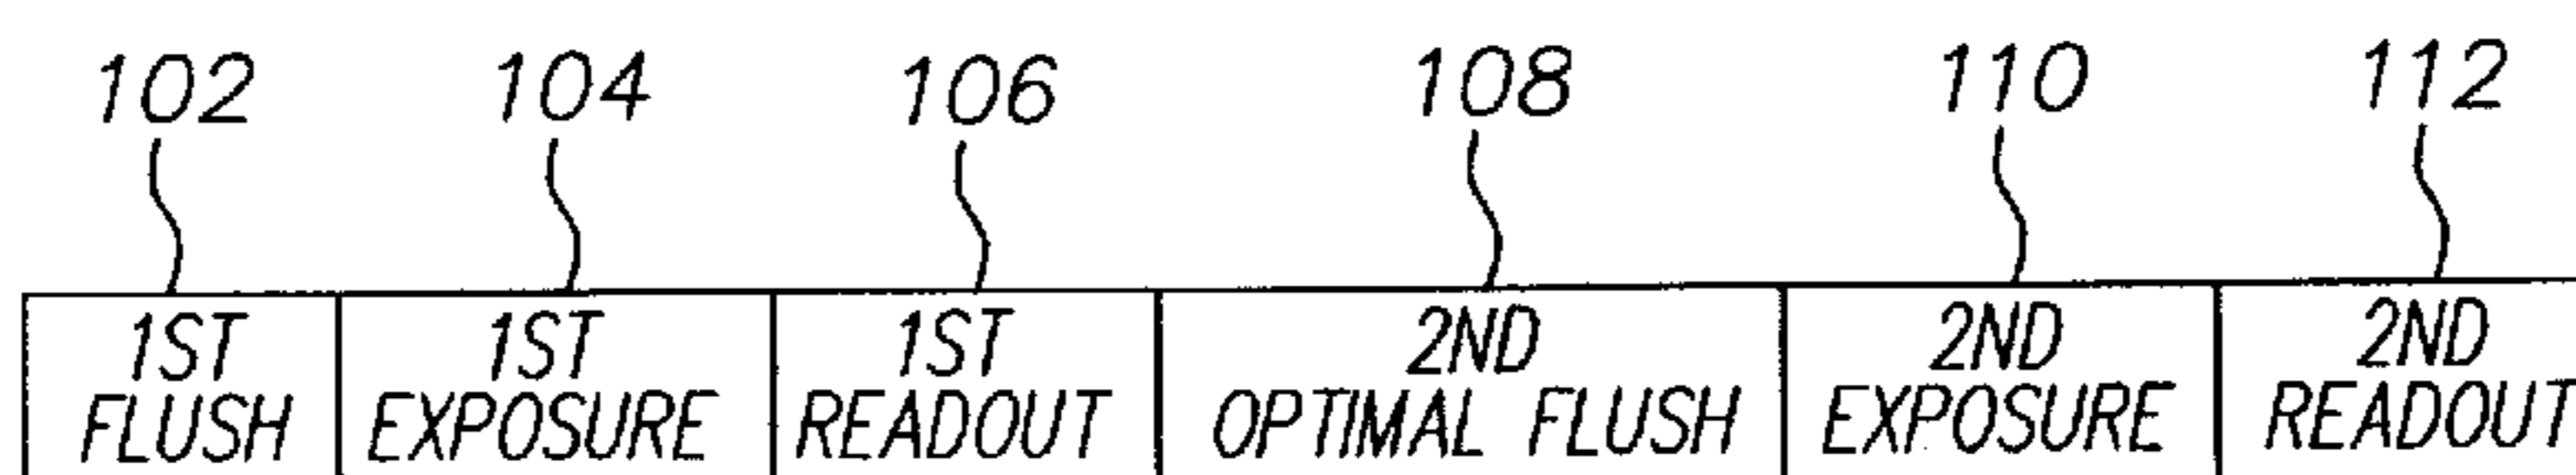 102 104 106 108 110 112
1ST 1ST 1ST 2ND 2ND 2ND
FLUSH EXPOSURE READOUT OPTIMAL FLUSH EXPOSURE READOUT